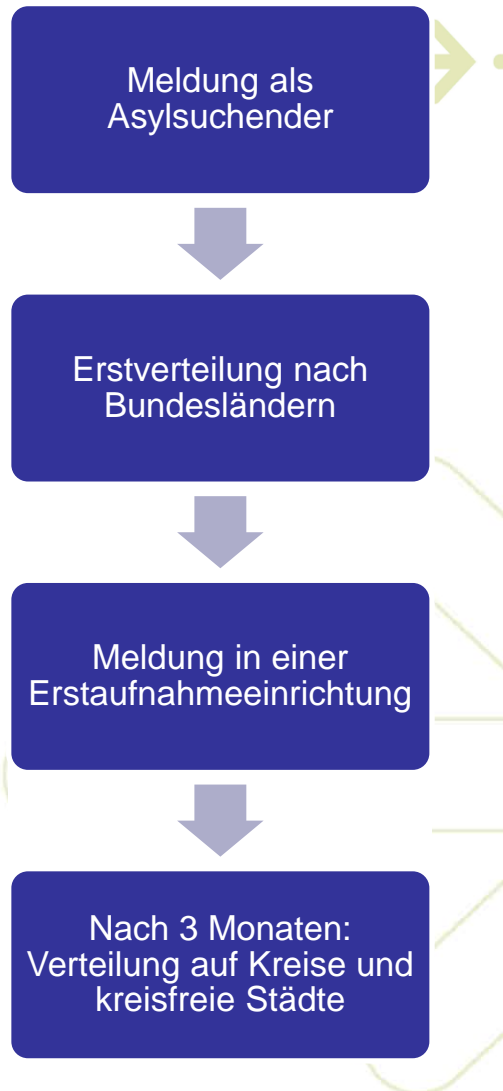 Meldung als
Asylsuchender
Erstverteilung nach
Bundesländern
Meldung in einer
Erstaufnahmeeinrichtung
Nach 3 Monaten:
Verteilung auf Kreise und
kreisfreie Städte